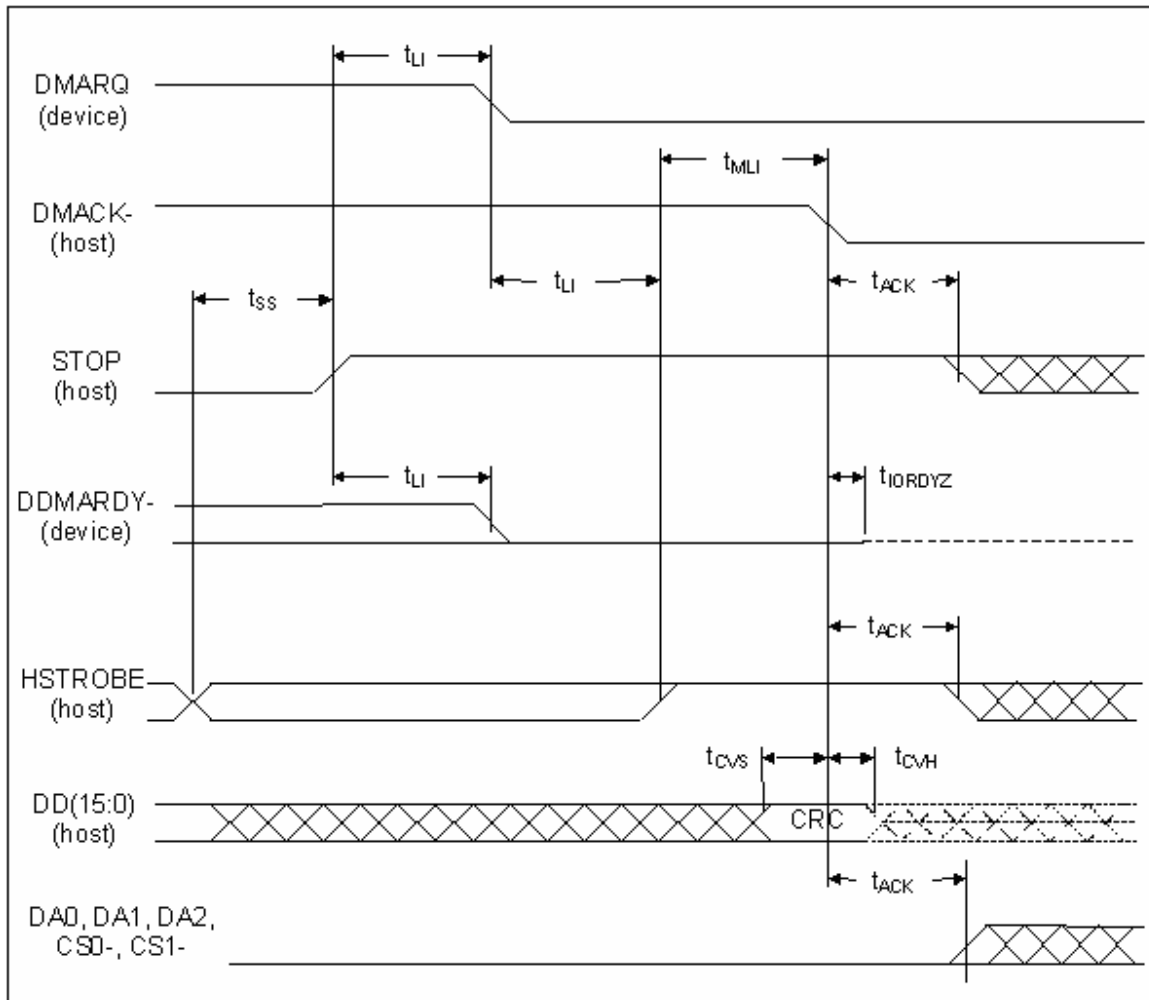 tLI
DMARQ
(device)
tMLI
DMACK-
(host)
tSS
tLI
tACK
STOP
(host)
tLI
tIORDYZ
DDMARDY-
(device)
tACK
HSTROBE
(host)
tCVS
tCVH
DD(15:0)
(host)
CRC
tACK
DA0, DA1, DA2,
CS0-, CS1-